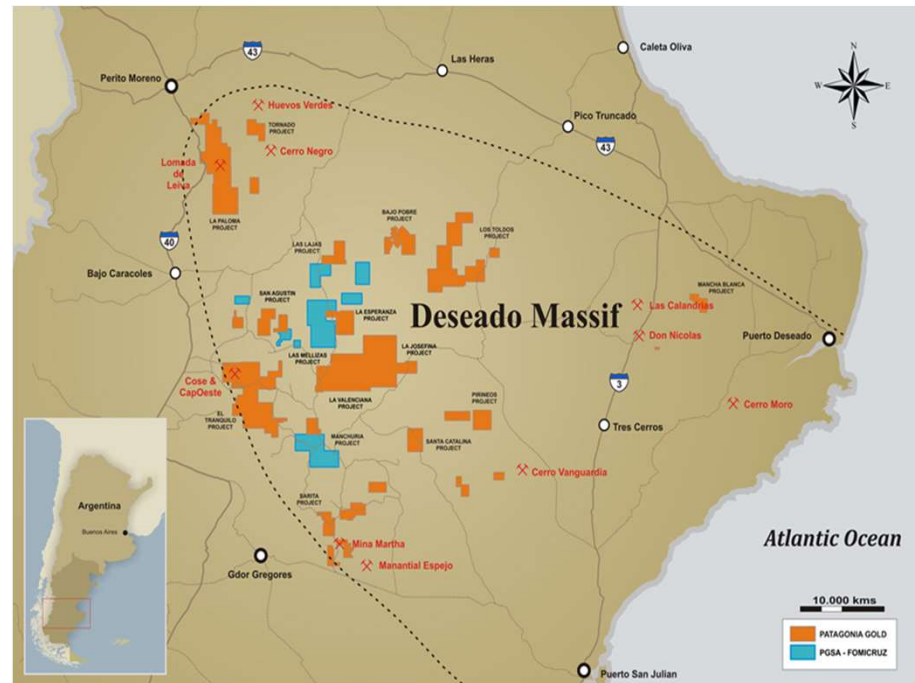 43
Caleta Oliva
Las Heras
Perito Moreno
N
W
E
S
Huevos Verdes
TORNADO
PROJECT
Pico Truncado
43
Cerro Negro
Lomada
de
Leiva
LA PALOMA
PROJECT
BAJO POBRE
PROJECT
LOS TOLDOS
PROJECT
40
LAS LAJAS
PROJECT
Bajo Caracoles
MANCHA BLANCA
PROJECT
SAN AGUSTIN
PROJECT
Las Calandrias
LA ESPERANZA
PROJECT
Deseado Massif
Don Nicolas
Puerto Deseado
LAS MELLIZAS
PROJECT
LA JOSEFINA
PROJECT
Cose &
CapOeste
3
LA VALENCIANA
PROJECT
PIRINEOS
PROJECT
Cerro Moro
EL
TRANQUILO
PROJECT
MANCHURIA
PROJECT
SANTA CATALINA
PROJECT
Tres Cerros
Cerro Vanguardia
SARITA
PROJECT
Argentina
Buenos Aires
Mina Martha
Atlantic Ocean
Gdor Gregores
Manantial Espejo
10.000 kms
PATAGONIA GOLD
PGSA - FOMICRUZ
Puerto San Julian